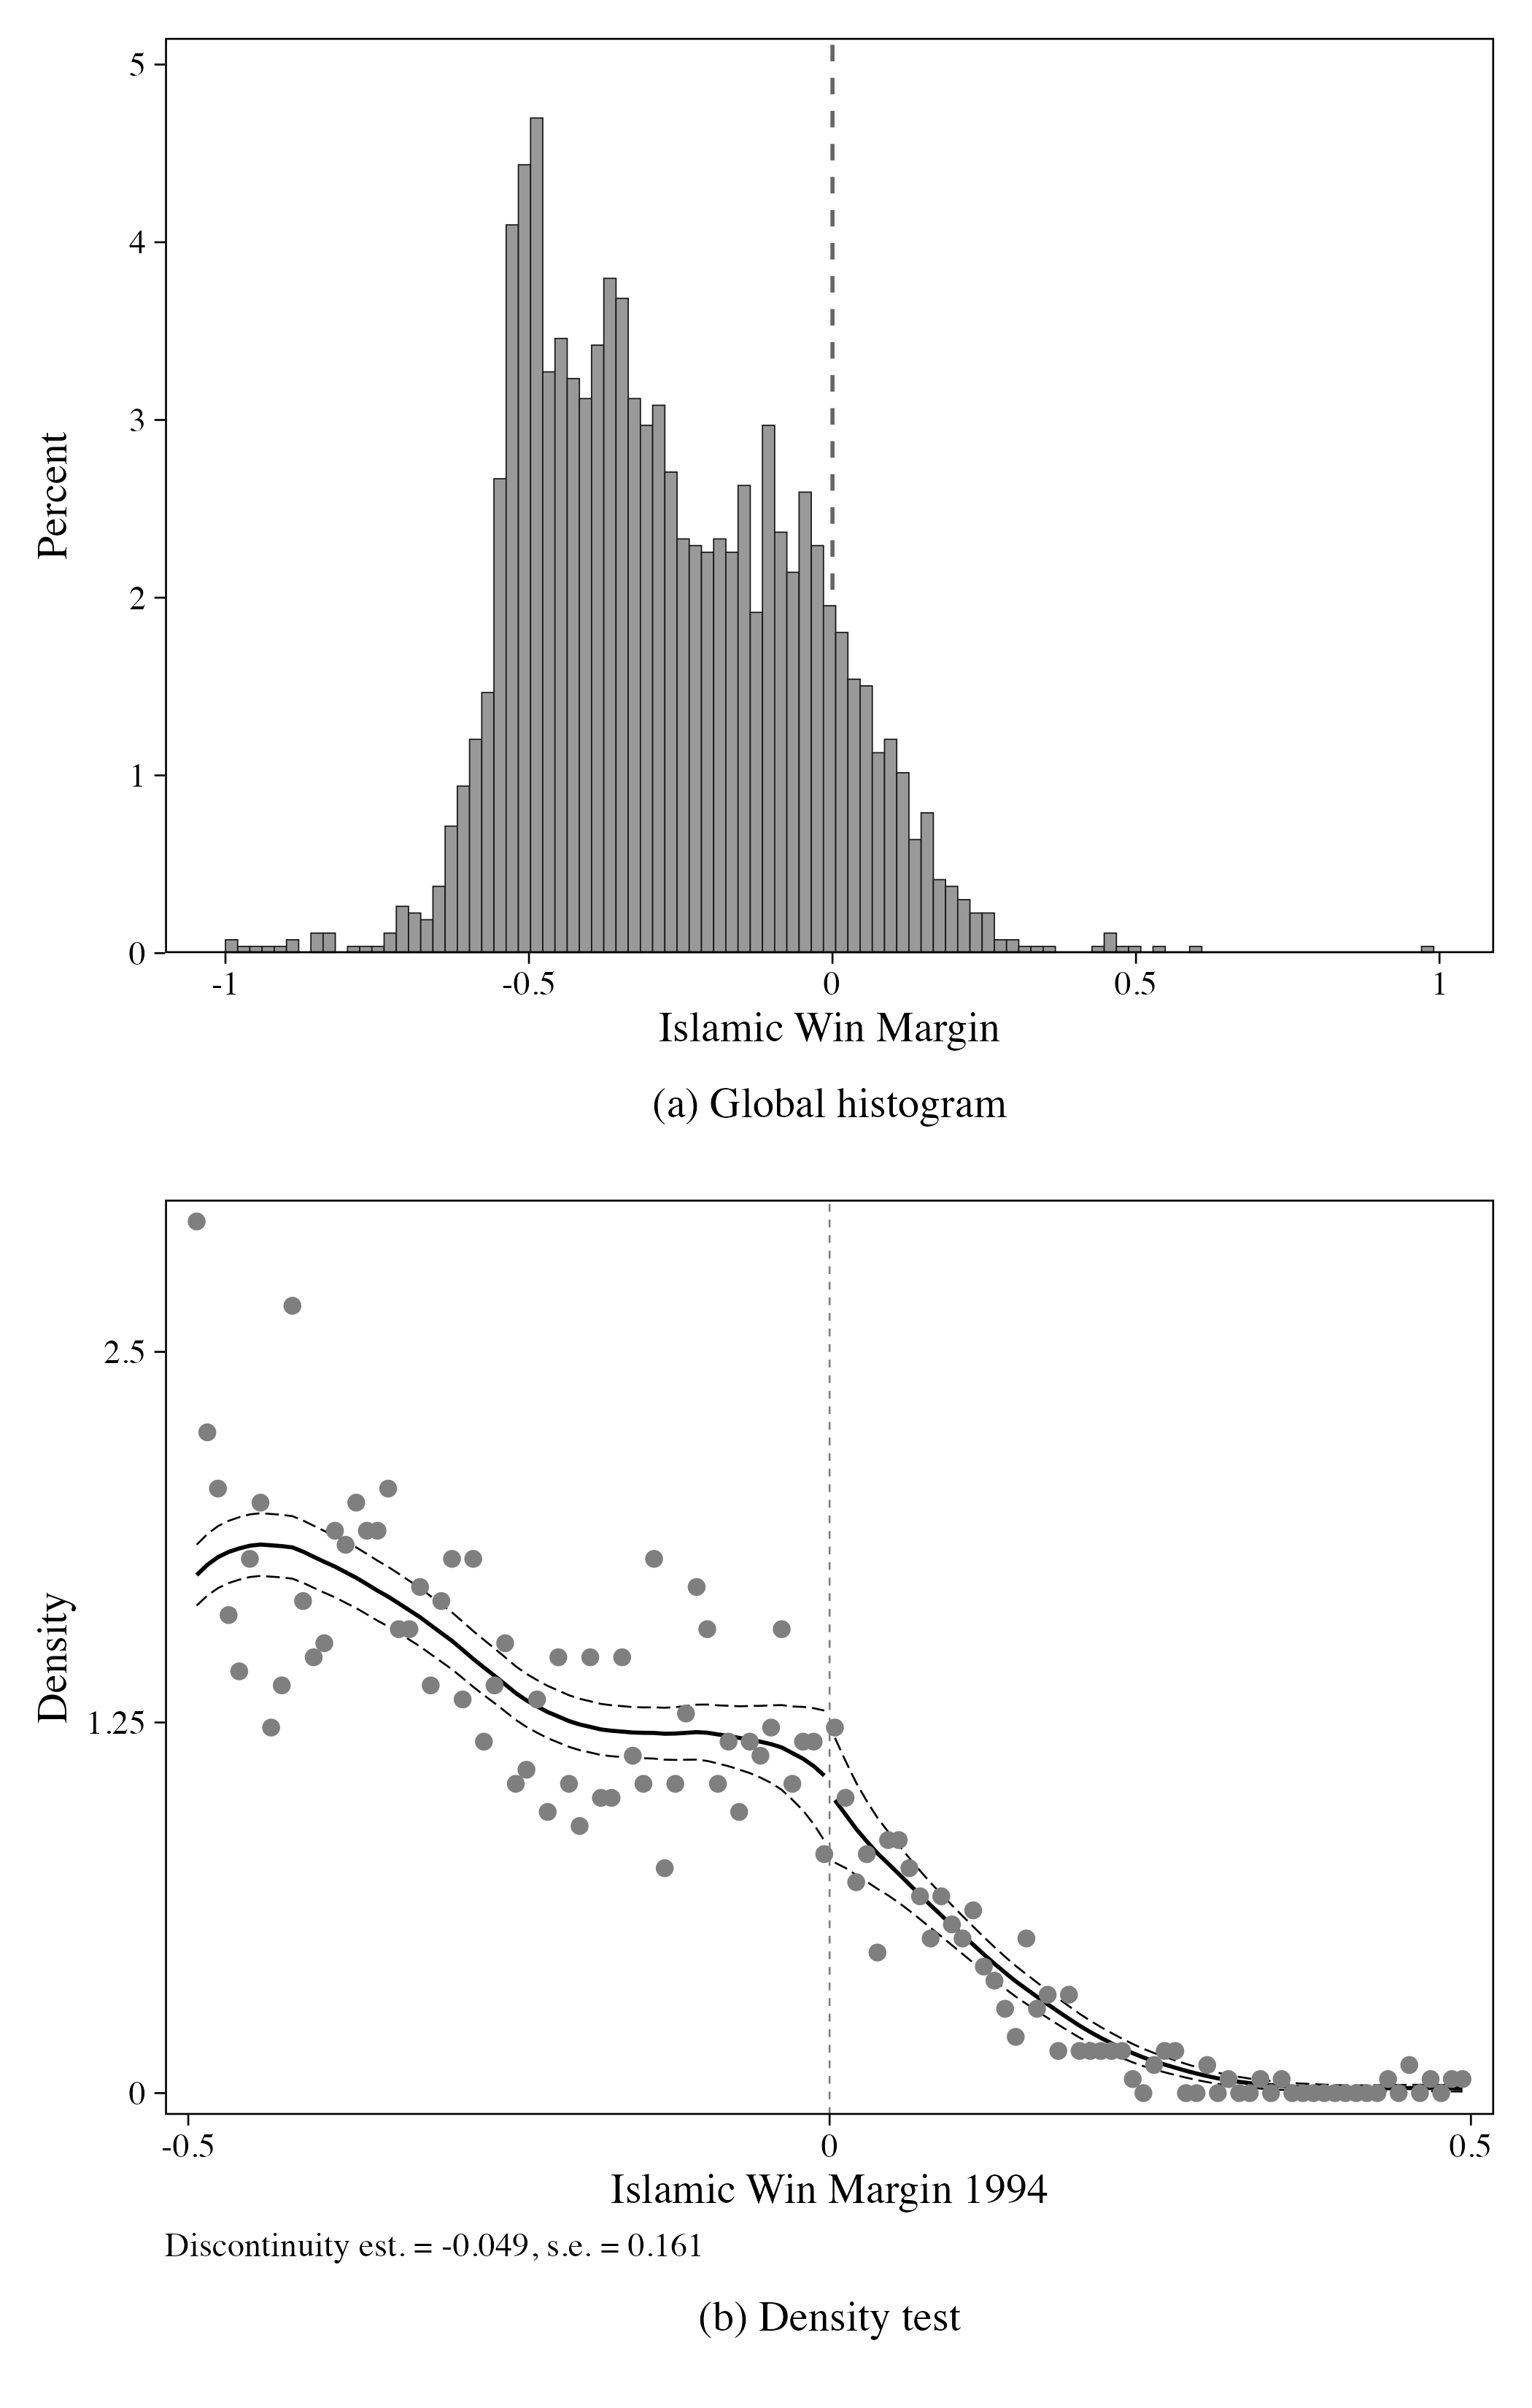 5
4
3
2
1
0
Percent
-1
-0.5
0
0.5
1
Islamic Win Margin
(a) Global histogram
2.5
1.25
0
Density
-0.5
0
0.5
Islamic Win Margin 1994
Discontinuity est. = -0.049, s.e. = 0.161
(b) Density test